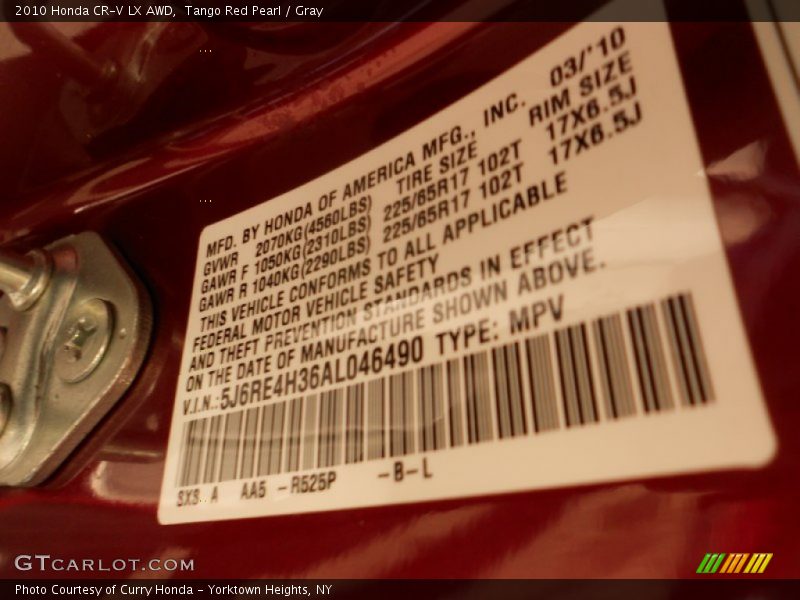 2010 Honda CR-V LX AWD,  Tango Red Pearl / Gray
MFD. BY HONDA OF AMERICA MFG., INC. 03/'10
GVWR 2070KG(4560LBS) TIRE SIZE RIM SIZE
GAWR F 1050KG(2310LBS) 225/65R17 102T 17X6.5J
GAWR R 1040KG(2290LBS) 225/65R17 102T 17X6.5J
THIS VEHICLE CONFORMS TO ALL APPLICABLE
FEDERAL MOTOR VEHICLE SAFETY
AND THEFT PREVENTION STANDARDS IN EFFECT
ON THE DATE OF MANUFACTURE SHOWN ABOVE.
V.I.N.:5J6RE4H36AL046490 TYPE: MPV
SXS. A AA5 -R525P -B-L
GTCARLOT.COM
Photo Courtesy of Curry Honda - Yorktown Heights, NY